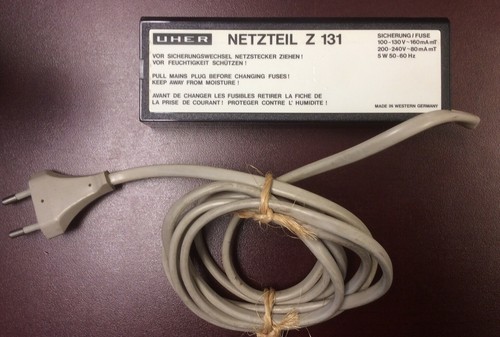 UHER NETZTEIL Z 131
VOR SICHERUNGSWECHSEL NETZSTECKER ZIEHEN!
VOR FEUCHTIGKEIT SCHÜTZEN!
PULL MAINS PLUG BEFORE CHANGING FUSES!
KEEP AWAY FROM MOISTURE!
AVANT DE CHANGER LES FUSIBLES RETIRER LA FICHE DE
LA PRISE DE COURANT! PROTEGER CONTRE L' HUMIDITE!
SICHERUNG/FUSE
100-130V~160mA mT
200-240V~80mA mT
5 W 50-60 Hz
MADE IN WESTERN GERMANY